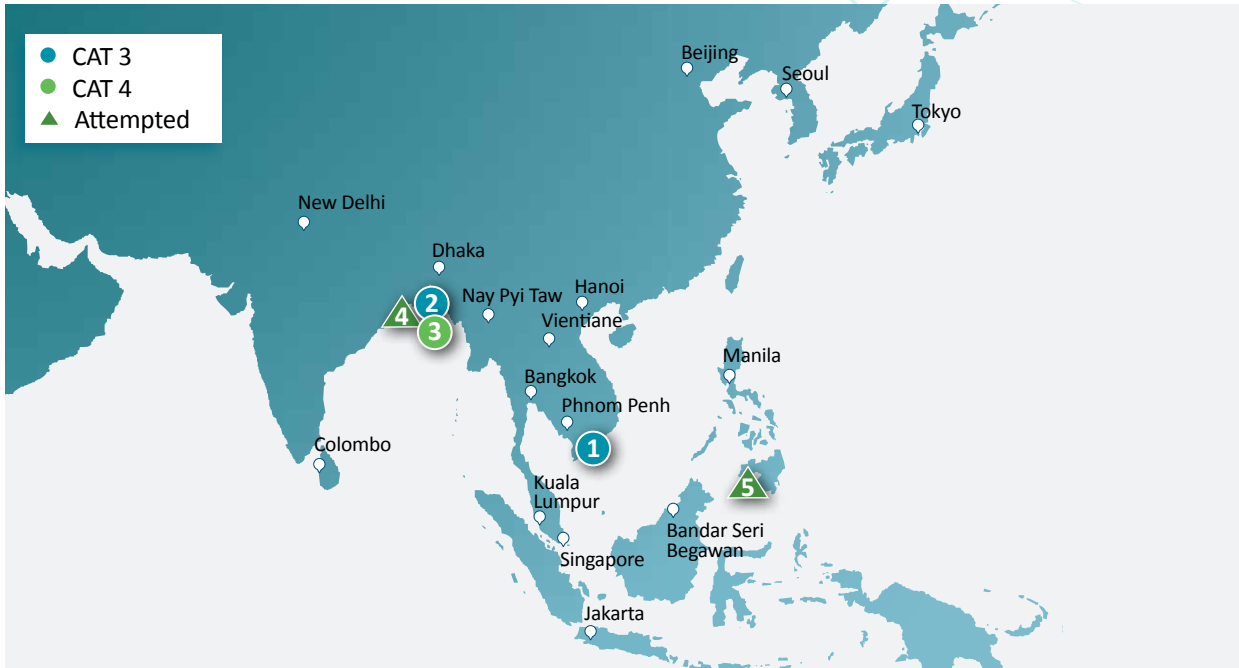 CAT 3
CAT 4
Attempted
Beijing
Seoul
Tokyo
New Delhi
Dhaka
Nay Pyi Taw
Hanoi
Vientiane
2
4
3
Manila
Bangkok
Phnom Penh
1
Colombo
Kuala
Lumpur
5
Singapore
Bandar Seri
Begawan
Jakarta